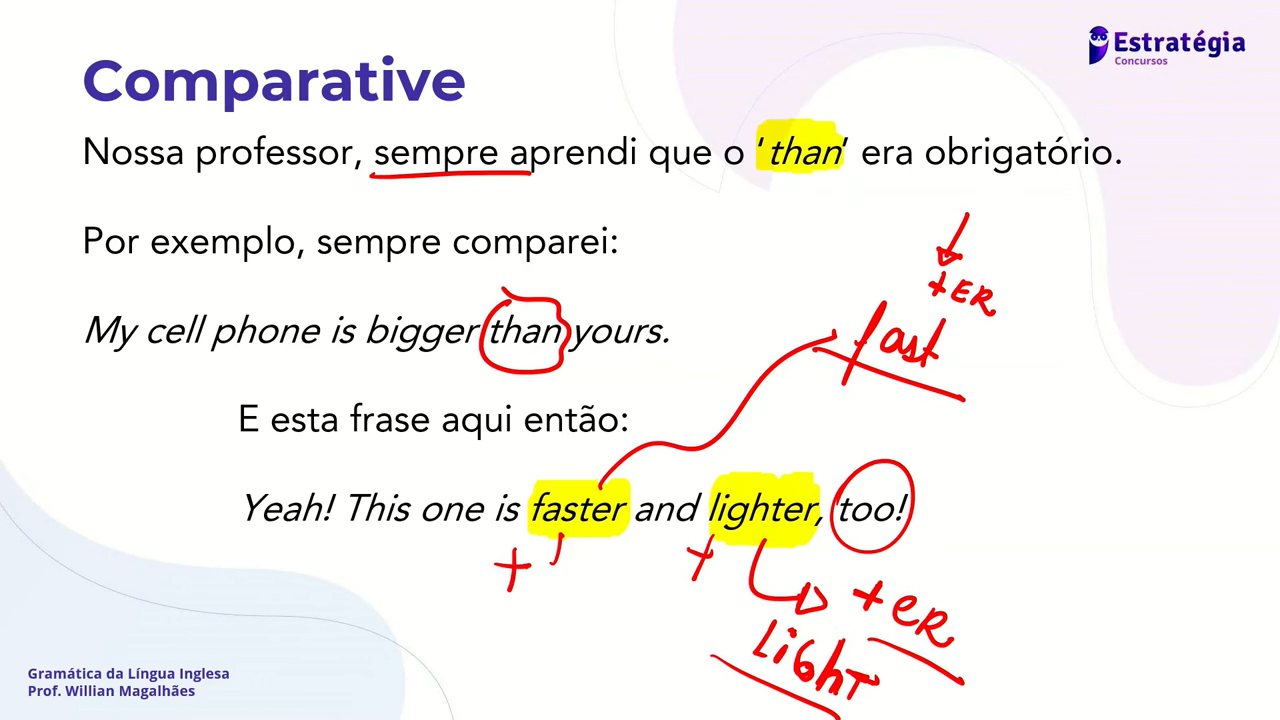 Estratégia
Concursos
Comparative
Nossa professor, sempre aprendi que o 'than' era obrigatório.
Por exemplo, sempre comparei:
+ER
fast
My cell phone is bigger than yours.
E esta frase aqui então:
Yeah! This one is faster and lighter, too!
+ +
+eR
LigHT
Gramática da Língua Inglesa
Prof. Willian Magalhães